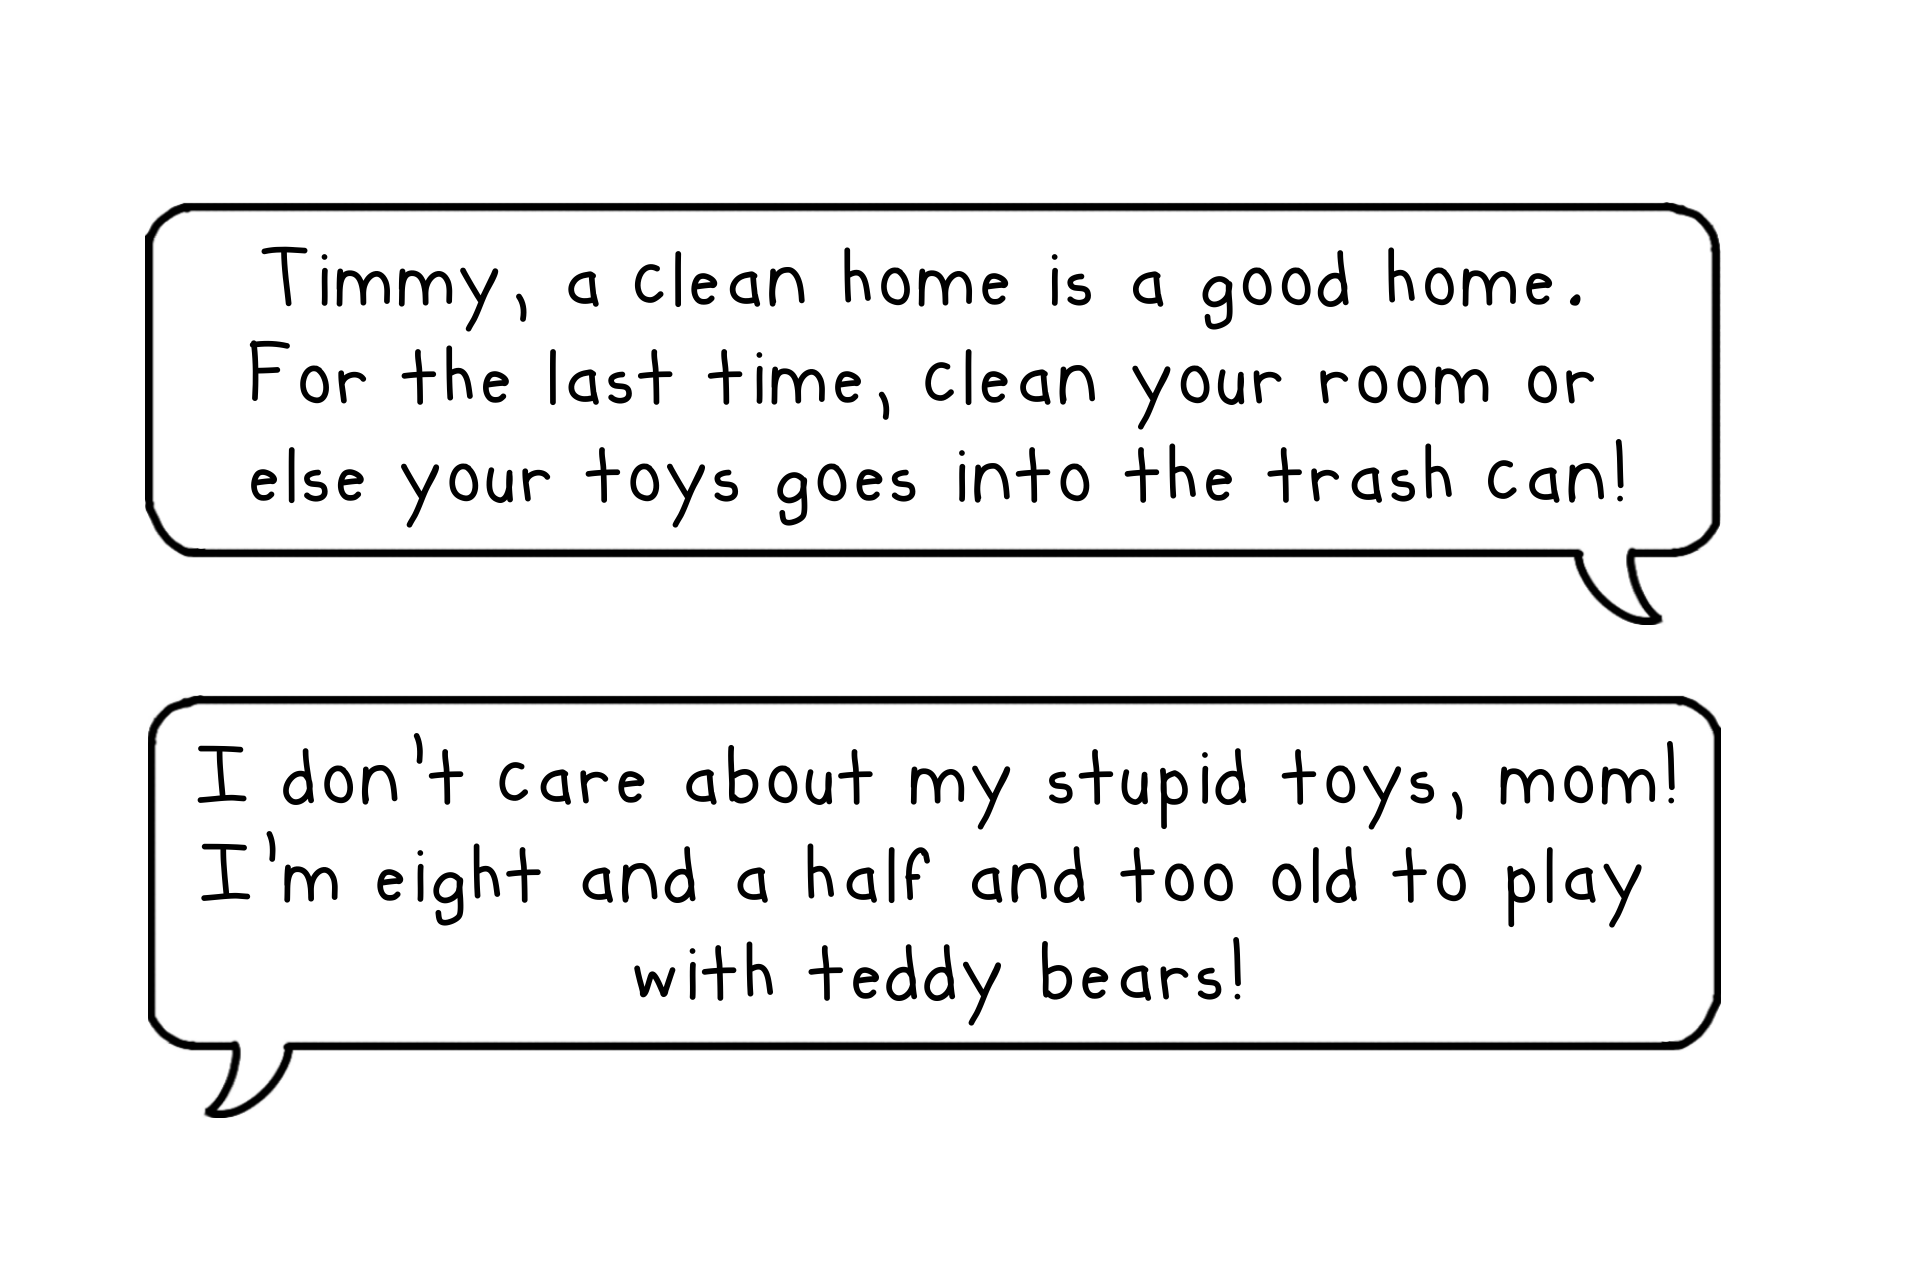 Timmy, a clean home is a good home.
For the last time, clean your room or
else your toys goes into the trash can!
I don't care about my stupid toys, mom!
I'm eight and a half and too old to play
with teddy bears!